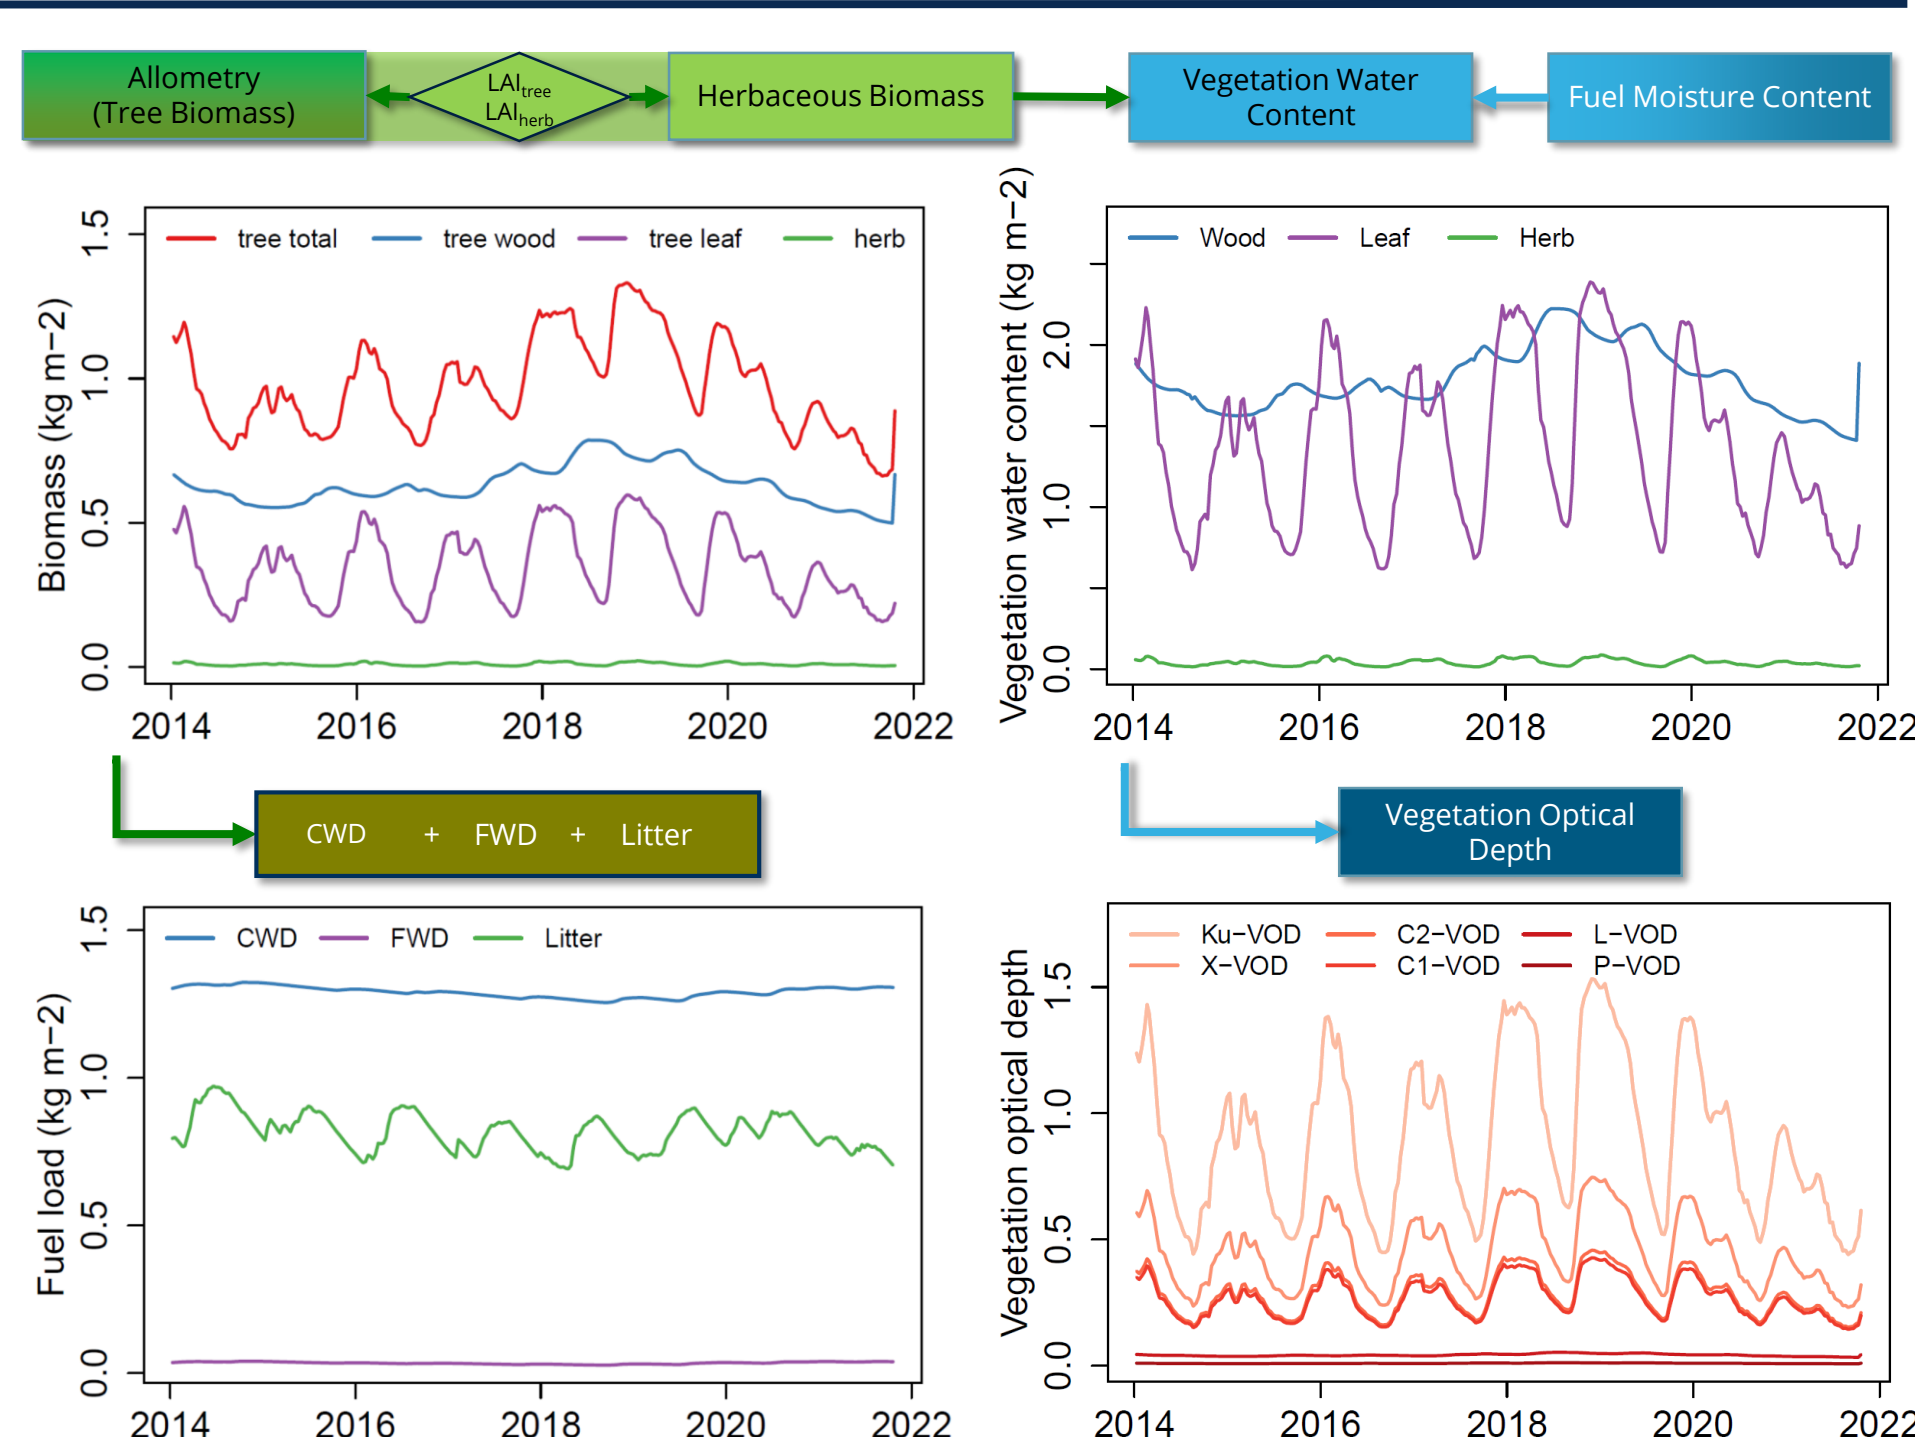 Allometry
(Tree Biomass)
LAItree
LAIherb
Herbaceous Biomass
Vegetation Water
Content
Fuel Moisture Content
Biomass (kg m−2)
0.0 0.5 1.0 1.5
tree total tree wood tree leaf herb
2014 2016 2018 2020 2022
Vegetation water content (kg m−2)
0.0 1.0 2.0
Wood Leaf Herb
2014 2016 2018 2020 2022
CWD + FWD + Litter
Vegetation Optical
Depth
Fuel load (kg m−2)
0.0 0.5 1.0 1.5
CWD FWD Litter
2014 2016 2018 2020 2022
Vegetation optical depth
0.0 0.5 1.0 1.5
Ku−VOD C2−VOD L−VOD
X−VOD C1−VOD P−VOD
2014 2016 2018 2020 2022